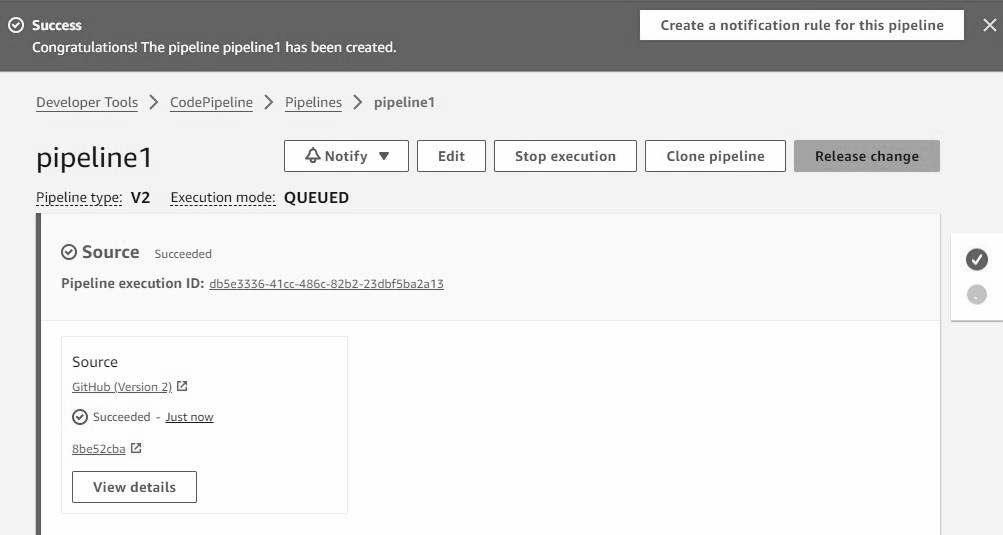 Success
Create a notification rule for this pipeline
Congratulations! The pipeline pipeline1 has been created.
Developer Tools > CodePipeline > Pipelines > pipeline1
pipeline1
Notify ▼ Edit Stop execution Clone pipeline Release change
Pipeline type: V2 Execution mode: QUEUED
Source Succeeded
Pipeline execution ID: db5e3336-41cc-486c-82b2-23dbf5ba2a13
Source
GitHub (Version 2)
Succeeded - Just now
8be52cba
View details